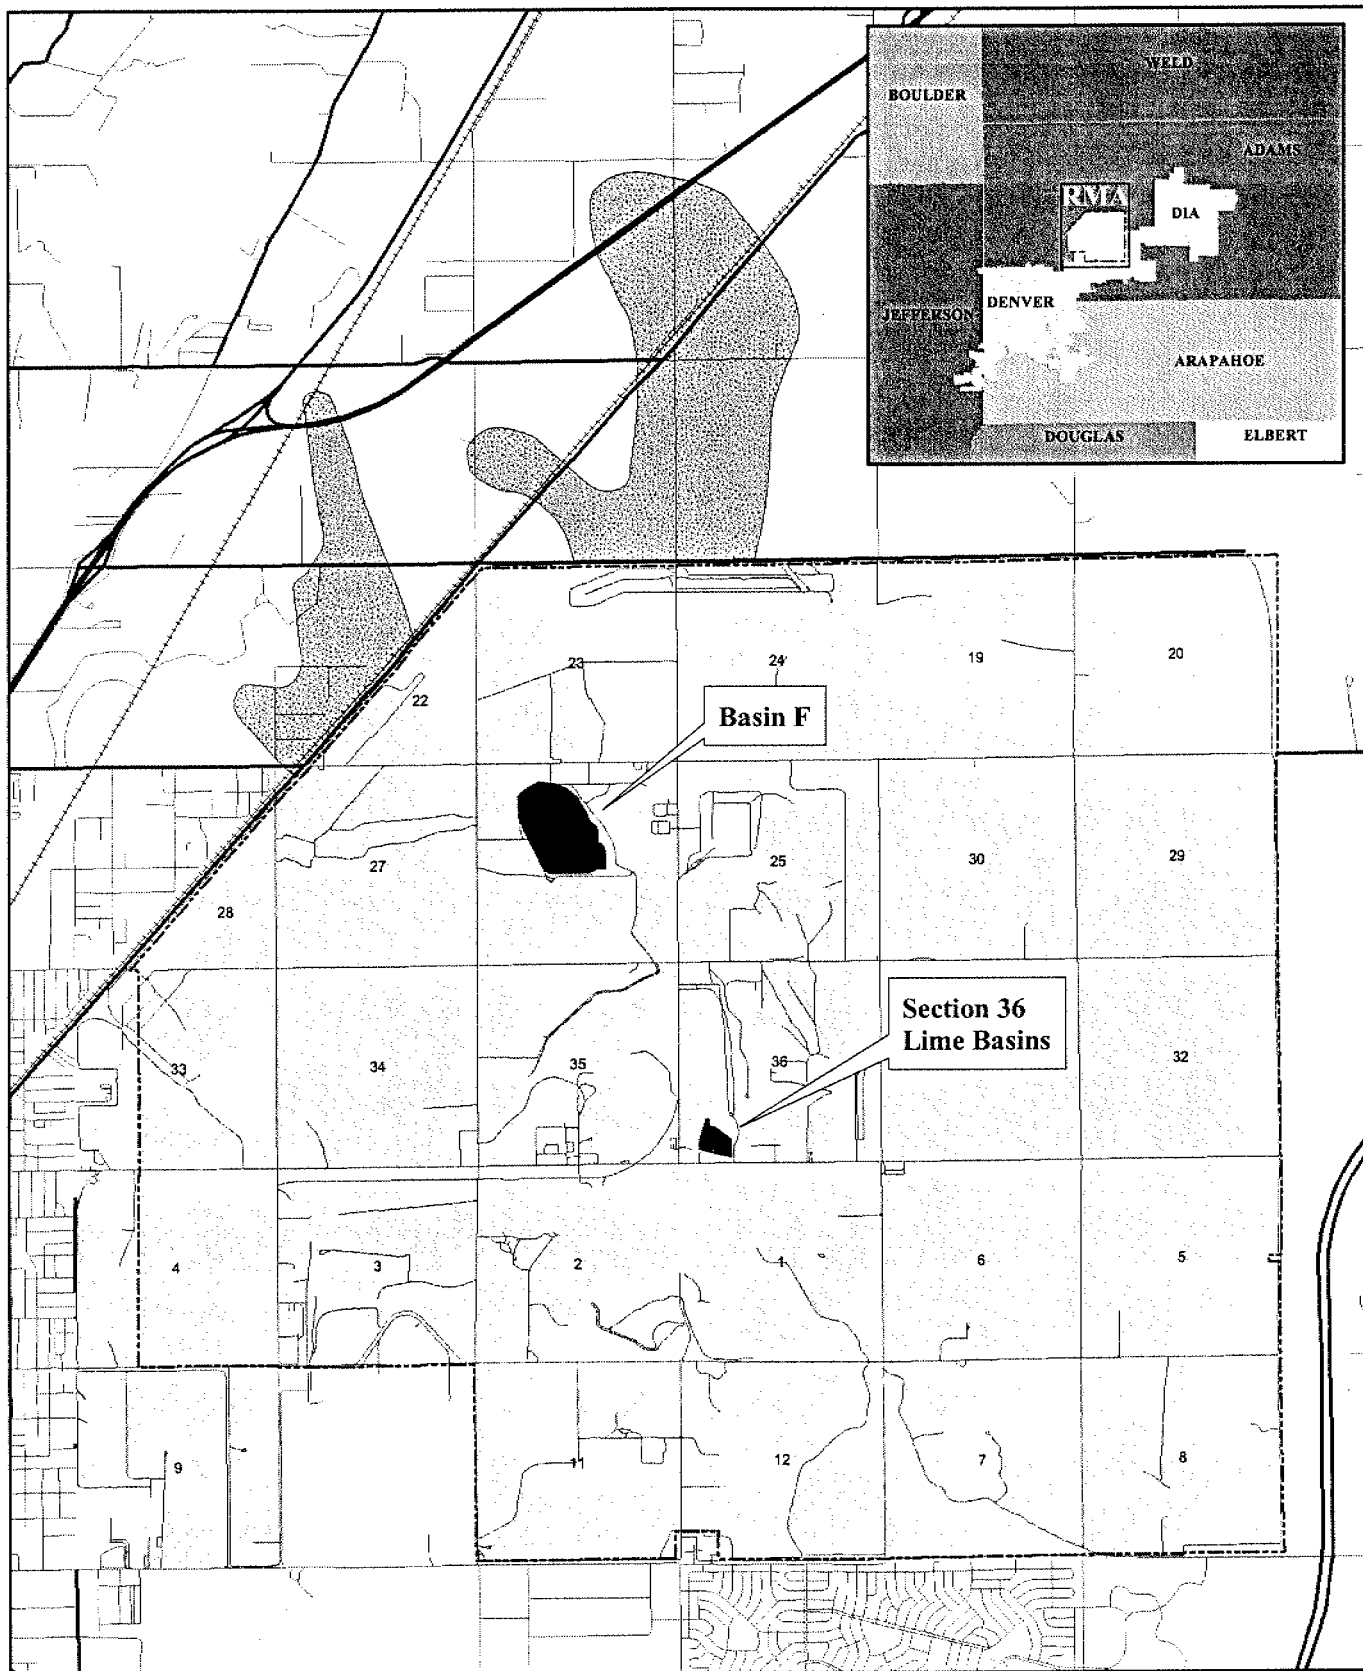 WELD
BOULDER
ADAMS
RMA
DIA
DENVER
JEFFERSON
ARAPAHOE
DOUGLAS
ELBERT
23
24
19
20
22
Basin F
27
25
30
29
28
Section 36
Lime Basins
33
34
35
36
32
4
3
2
1
6
5
9
11
12
7
8